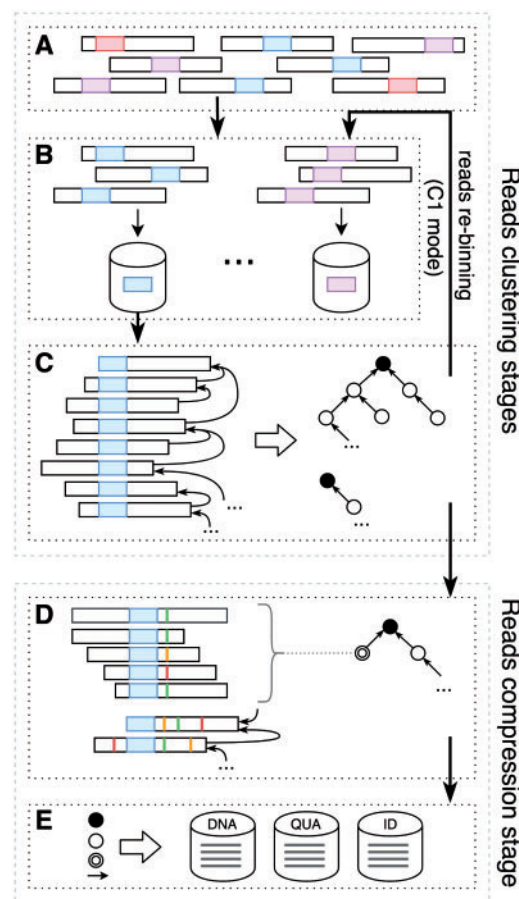 A
B
...
reads re-binning
(C1 mode)
Reads clustering stages
C
...
...
...
...
D
...
...
Reads compression stage
E
DNA
QUA
ID